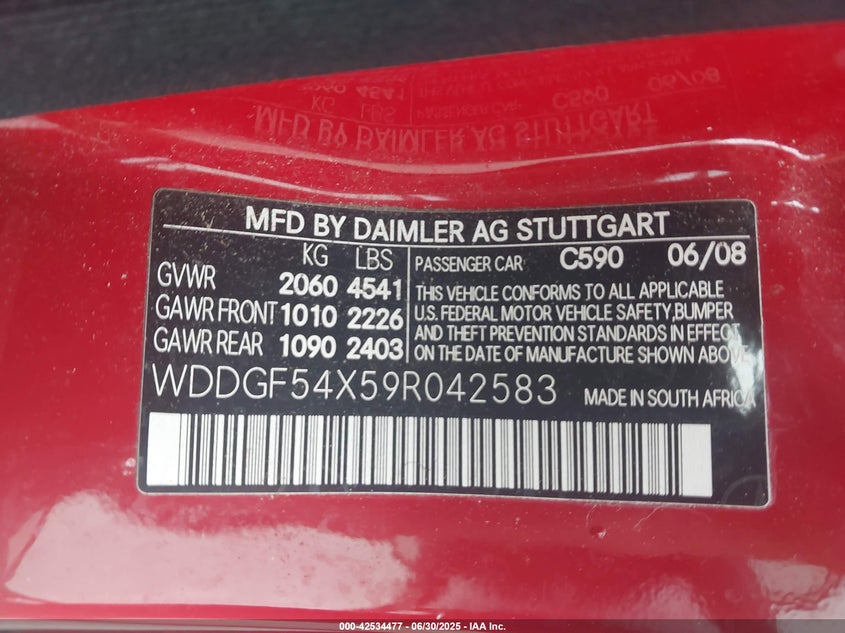 MFD BY DAIMLER AG STUTTGART
KG LBS
GVWR 2060 4541
GAWR FRONT 1010 2226
GAWR REAR 1090 2403
PASSENGER CAR C590 06/08
THIS VEHICLE CONFORMS TO ALL APPLICABLE
U.S. FEDERAL MOTOR VEHICLE SAFETY,BUMPER
AND THEFT PREVENTION STANDARDS IN EFFECT
ON THE DATE OF MANUFACTURE SHOWN ABOVE
WDDGF54X59R042583
MADE IN SOUTH AFRICA
000-42534477 - 06/30/2025 - IAA Inc.